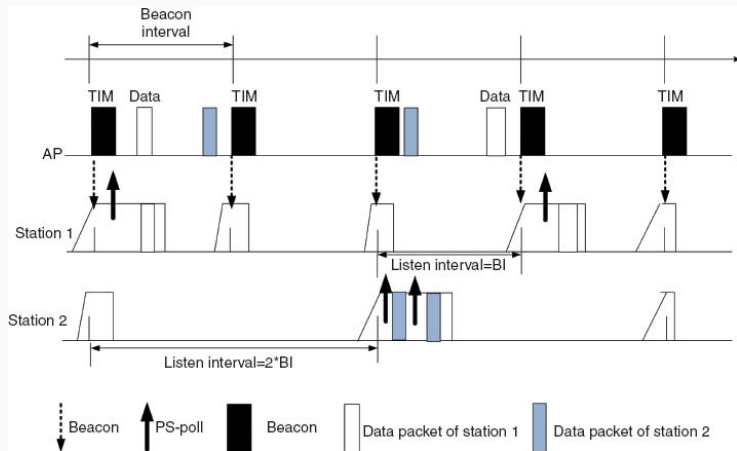 Beacon
interval
TIM
Data
TIM
TIM
Data
TIM
TIM
AP
Station 1
Listen interval=BI
Station 2
Listen interval=2*BI
Beacon
PS-poll
Beacon
Data packet of station 1
Data packet of station 2